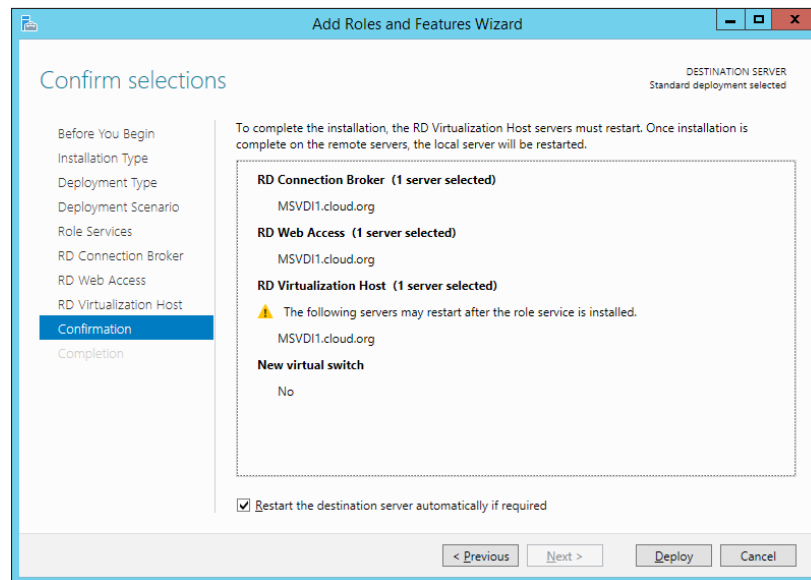 Add Roles and Features Wizard
Confirm selections
DESTINATION SERVER
Standard deployment selected
Before You Begin
Installation Type
Deployment Type
Deployment Scenario
Role Services
RD Connection Broker
RD Web Access
RD Virtualization Host
Confirmation
Completion
To complete the installation, the RD Virtualization Host servers must restart. Once installation is
complete on the remote servers, the local server will be restarted.
RD Connection Broker (1 server selected)
MSVDI1.cloud.org
RD Web Access (1 server selected)
MSVDI1.cloud.org
RD Virtualization Host (1 server selected)
The following servers may restart after the role service is installed.
MSVDI1.cloud.org
New virtual switch
No
Restart the destination server automatically if required
< Previous
Next >
Deploy
Cancel